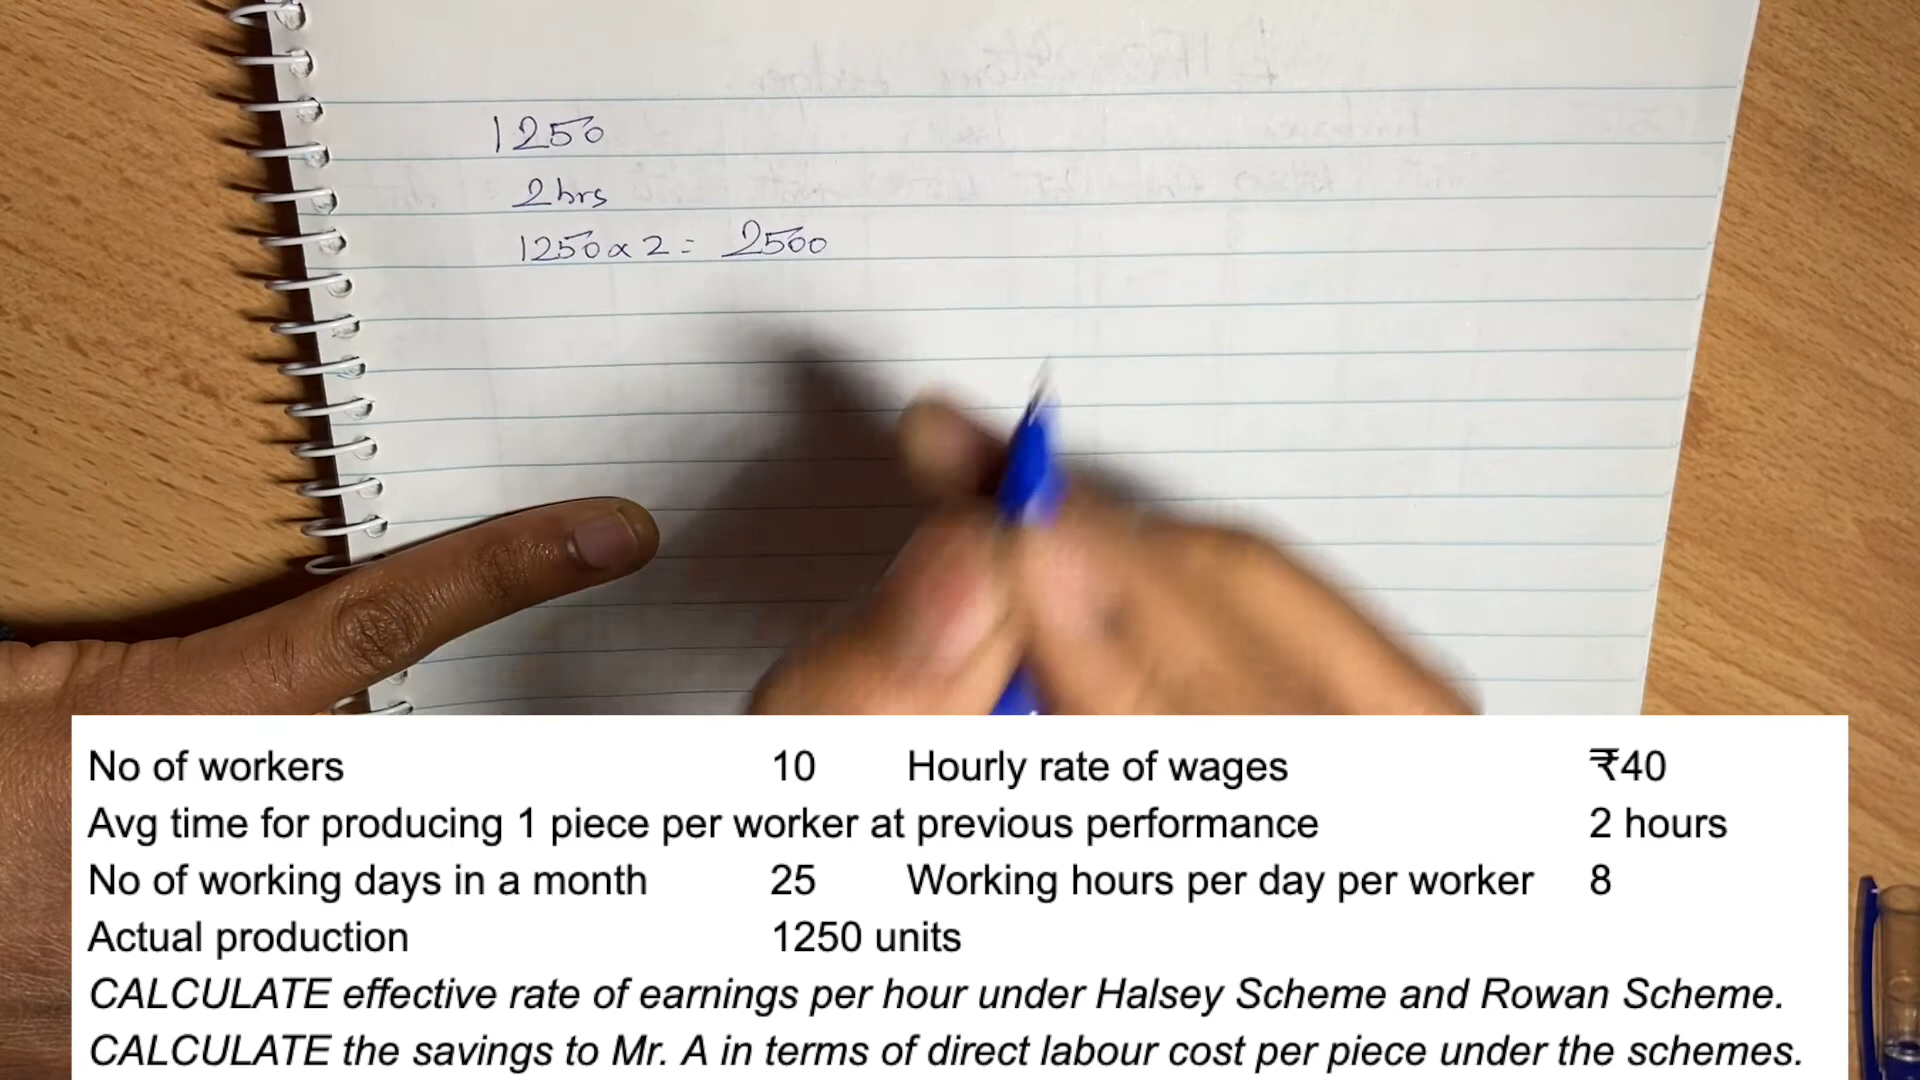 1250
2hrs
1250 x 2 = 2500
No of workers 10 Hourly rate of wages ₹40
Avg time for producing 1 piece per worker at previous performance 2 hours
No of working days in a month 25 Working hours per day per worker 8
Actual production 1250 units
CALCULATE effective rate of earnings per hour under Halsey Scheme and Rowan Scheme.
CALCULATE the savings to Mr. A in terms of direct labour cost per piece under the schemes.